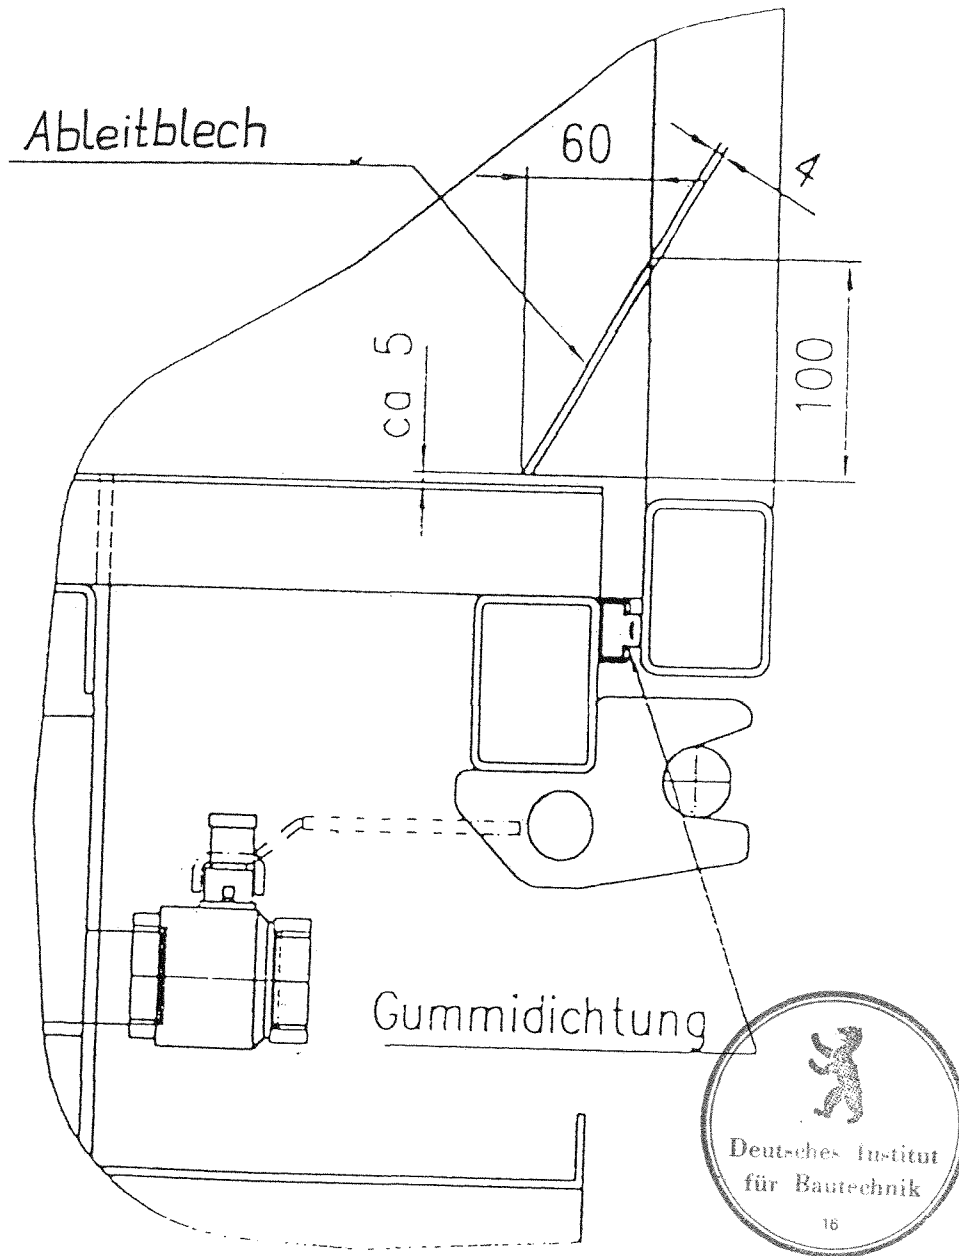 Ableitblech
60
4
ca 5
100
Gummidichtung
Deutsches Institut
für Bautechnik
16